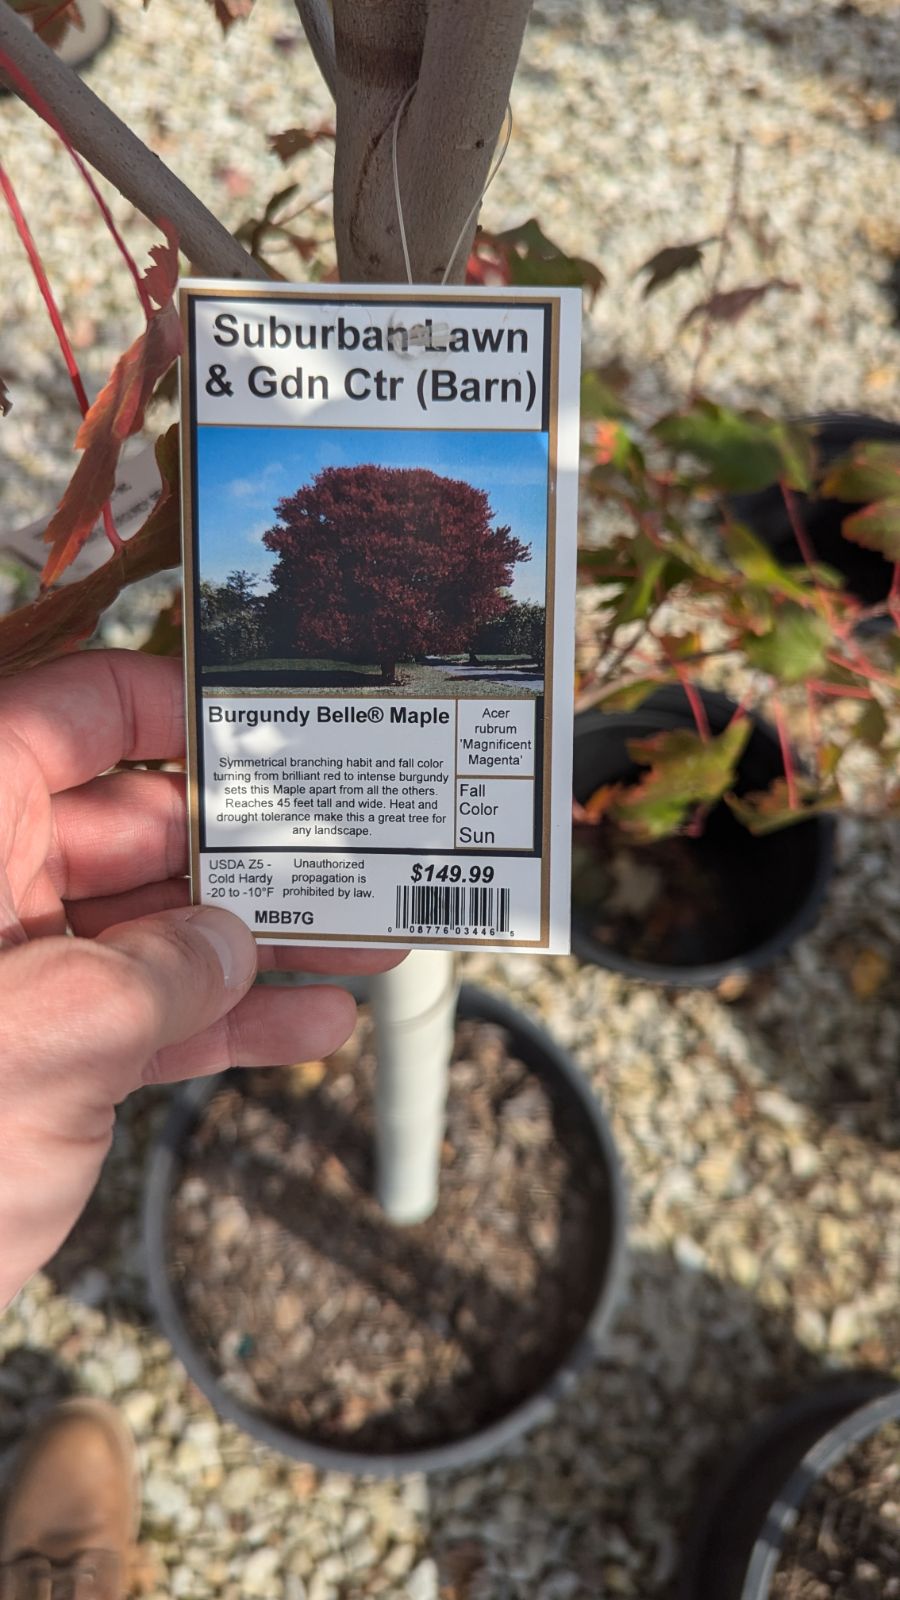 Suburban Lawn
& Gdn Ctr (Barn)
Burgundy Belle® Maple
Symmetrical branching habit and fall color
turning from brilliant red to intense burgundy
sets this Maple apart from all the others.
Reaches 45 feet tall and wide. Heat and
drought tolerance make this a great tree for
any landscape.
Acer
rubrum
'Magnificent
Magenta'
Fall
Color
Sun
USDA Z5 -
Cold Hardy
-20 to -10°F
Unauthorized
propagation is
prohibited by law.
MBB7G
$149.99
0 08776 03446 5